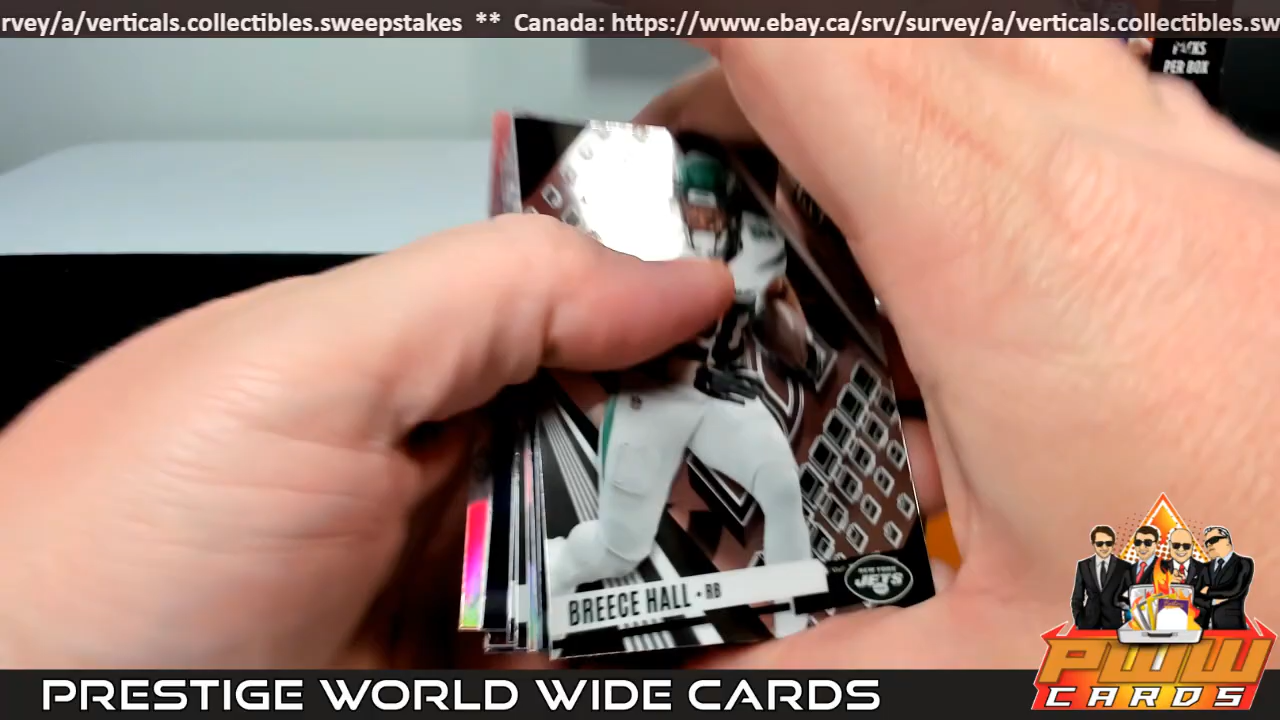 rvey/a/verticals.collectibles.sweepstakes ** Canada: https://www.ebay.ca/srv/survey/a/verticals.collectibles.sw
PER BOX
BREECE HALL • RB
NEW YORK
JETS
PWW
CARDS
PRESTIGE WORLD WIDE CARDS